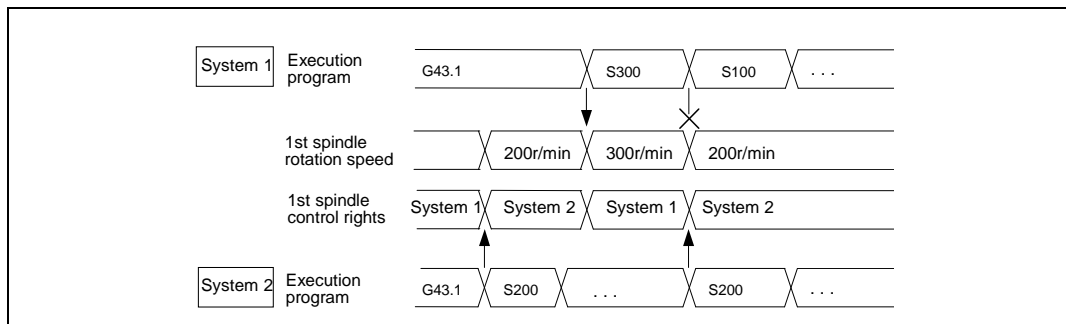 System 1
Execution program
G43.1 S300 S100 . . .
1st spindle rotation speed
200r/min 300r/min 200r/min
1st spindle control rights
System 1 System 2 System 1 System 2
System 2
Execution program
G43.1 S200 . . . S200 . . .